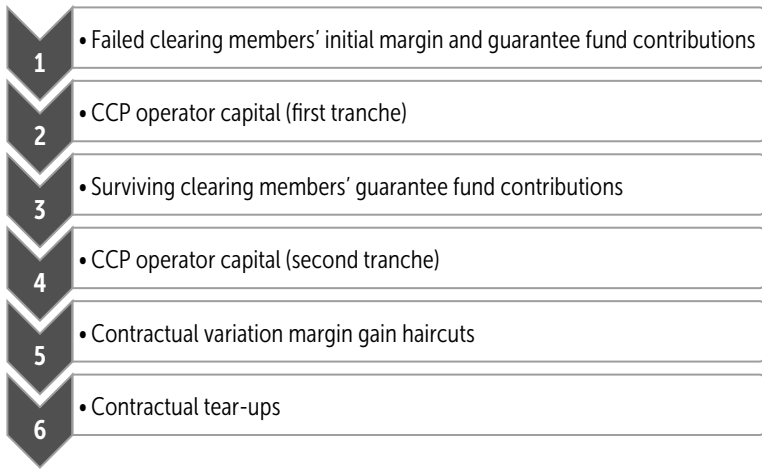 1
• Failed clearing members’ initial margin and guarantee fund contributions
2
• CCP operator capital (first tranche)
3
• Surviving clearing members’ guarantee fund contributions
4
• CCP operator capital (second tranche)
5
• Contractual variation margin gain haircuts
6
• Contractual tear-ups